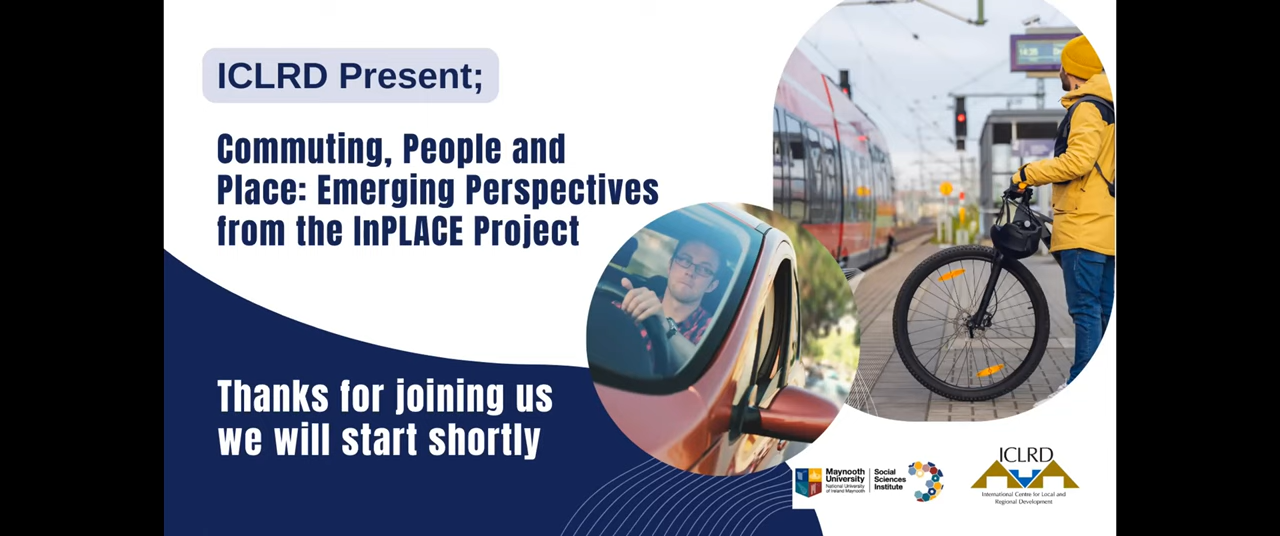 ICLRD Present;
Commuting, People and
Place: Emerging Perspectives
from the InPLACE Project
Thanks for joining us
we will start shortly
Maynooth
University
National University
of Ireland Maynooth
Social
Sciences
Institute
ICLRD
International Centre for Local and
Regional Development